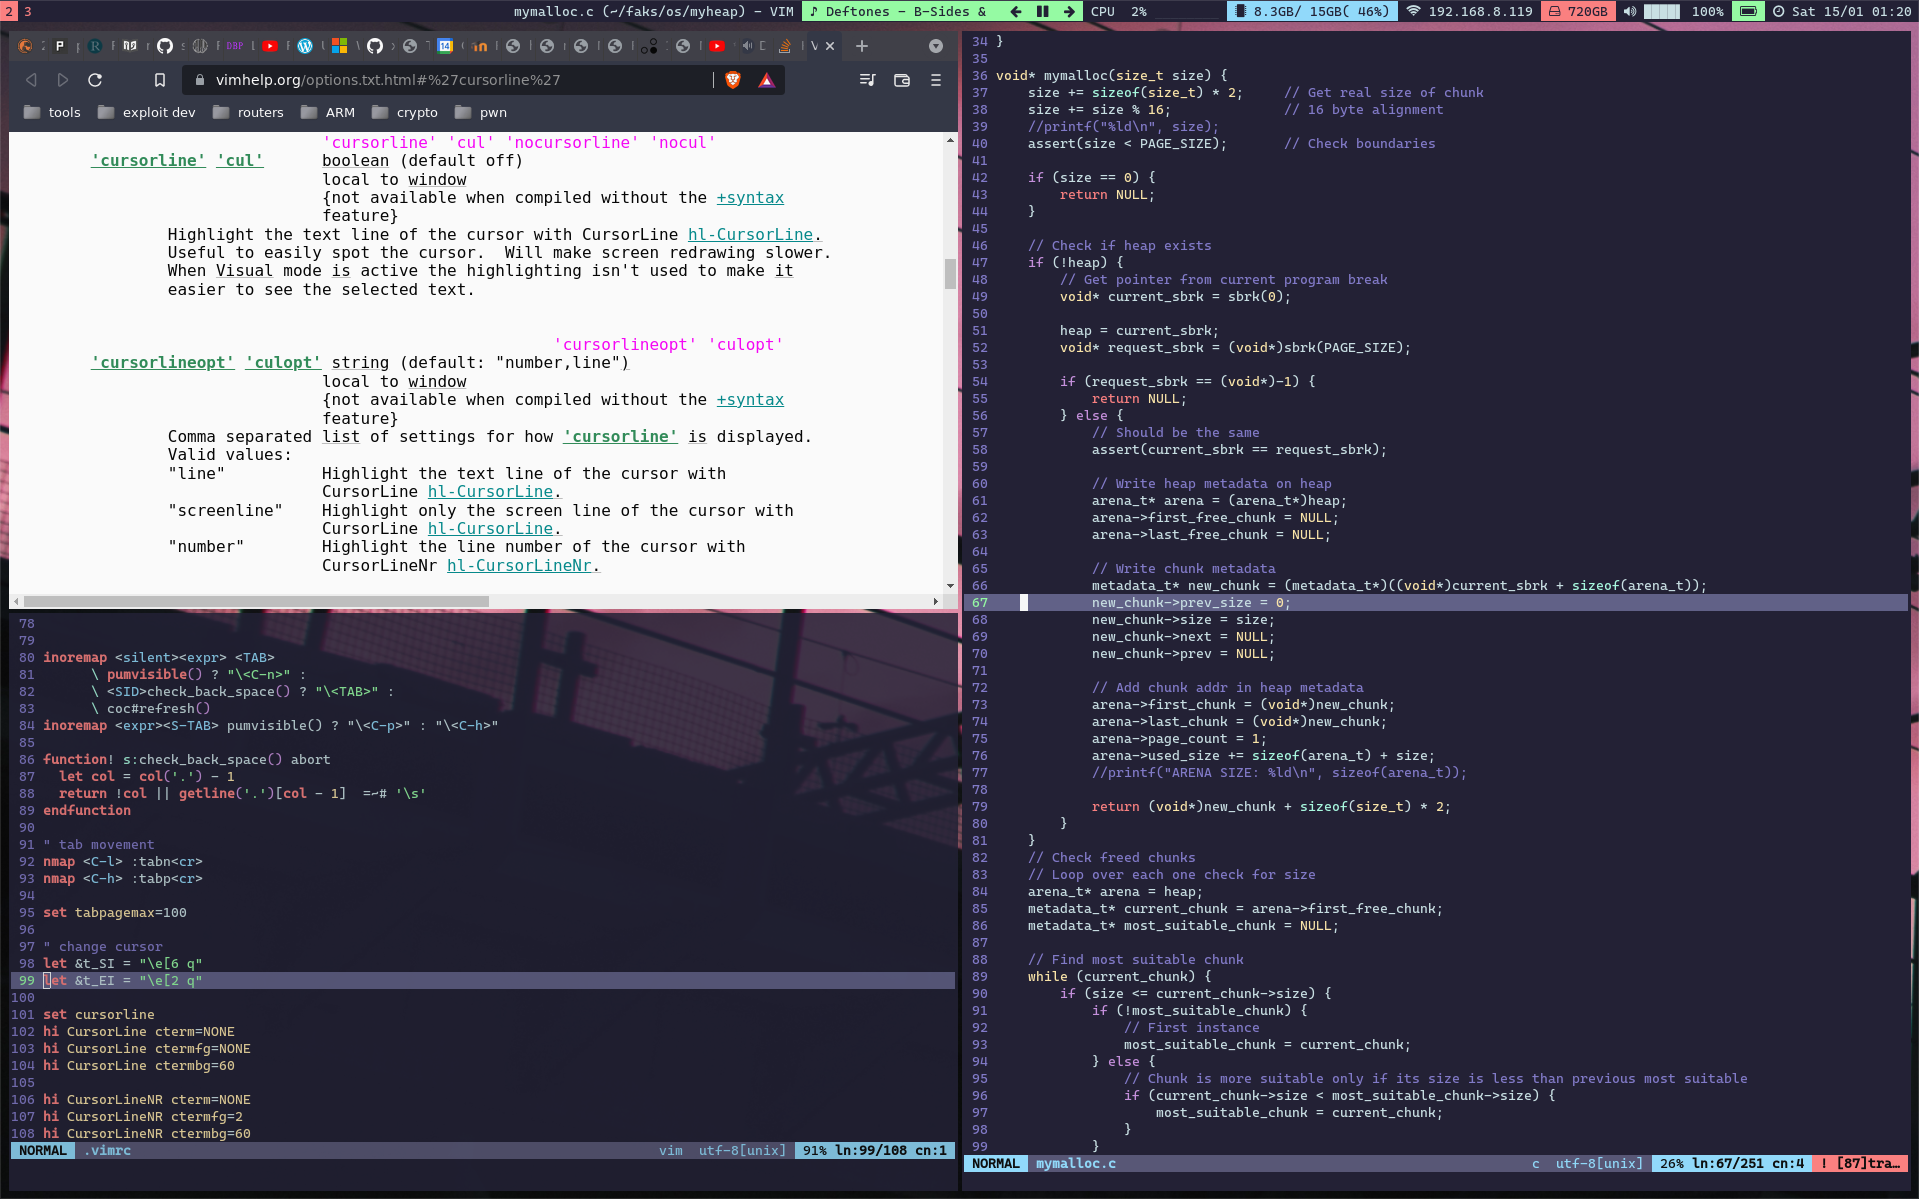 2 3
mymalloc.c (~/faks/os/myheap) - VIM
♪ Deftones - B-Sides &
CPU 2%
8.3GB/ 15GB( 46%)
192.168.8.119
720GB
100%
Sat 15/01 01:20
vimhelp.org/options.txt.html#%27cursorline%27
tools exploit dev routers ARM crypto pwn
'cursorline' 'cul' 'nocursorline' 'nocul'
'cursorline' 'cul' boolean (default off)
local to window
{not available when compiled without the +syntax
feature}
Highlight the text line of the cursor with CursorLine hl-CursorLine.
Useful to easily spot the cursor.  Will make screen redrawing slower.
When Visual mode is active the highlighting isn't used to make it
easier to see the selected text.
'cursorlineopt' 'culopt'
'cursorlineopt' 'culopt' string (default: "number,line")
local to window
{not available when compiled without the +syntax
feature}
Comma separated list of settings for how 'cursorline' is displayed.
Valid values:
"line" Highlight the text line of the cursor with
CursorLine hl-CursorLine.
"screenline" Highlight only the screen line of the cursor with
CursorLine hl-CursorLine.
"number" Highlight the line number of the cursor with
CursorLineNr hl-CursorLineNr.
78
79
80 inoremap <silent><expr> <TAB>
81       \ pumvisible() ? "\<C-n>" :
82       \ <SID>check_back_space() ? "\<TAB>" :
83       \ coc#refresh()
84 inoremap <expr><S-TAB> pumvisible() ? "\<C-p>" : "\<C-h>"
85
86 function! s:check_back_space() abort
87   let col = col('.') - 1
88   return !col || getline('.')[col - 1]  =~# '\s'
89 endfunction
90
91 " tab movement
92 nmap <C-l> :tabn<cr>
93 nmap <C-h> :tabp<cr>
94
95 set tabpagemax=100
96
97 " change cursor
98 let &t_SI = "\e[6 q"
99 let &t_EI = "\e[2 q"
100
101 set cursorline
102 hi CursorLine cterm=NONE
103 hi CursorLine ctermfg=NONE
104 hi CursorLine ctermbg=60
105
106 hi CursorLineNR cterm=NONE
107 hi CursorLineNR ctermfg=2
108 hi CursorLineNR ctermbg=60
NORMAL .vimrc vim utf-8[unix] 91% ln:99/108 cn:1
34 }
35
36 void* mymalloc(size_t size) {
37     size += sizeof(size_t) * 2;     // Get real size of chunk
38     size += size % 16;              // 16 byte alignment
39     //printf("%ld\n", size);
40     assert(size < PAGE_SIZE);       // Check boundaries
41
42     if (size == 0) {
43         return NULL;
44     }
45
46     // Check if heap exists
47     if (!heap) {
48         // Get pointer from current program break
49         void* current_sbrk = sbrk(0);
50
51         heap = current_sbrk;
52         void* request_sbrk = (void*)sbrk(PAGE_SIZE);
53
54         if (request_sbrk == (void*)-1) {
55             return NULL;
56         } else {
57             // Should be the same
58             assert(current_sbrk == request_sbrk);
59
60             // Write heap metadata on heap
61             arena_t* arena = (arena_t*)heap;
62             arena->first_free_chunk = NULL;
63             arena->last_free_chunk = NULL;
64
65             // Write chunk metadata
66             metadata_t* new_chunk = (metadata_t*)((void*)current_sbrk + sizeof(arena_t));
67             new_chunk->prev_size = 0;
68             new_chunk->size = size;
69             new_chunk->next = NULL;
70             new_chunk->prev = NULL;
71
72             // Add chunk addr in heap metadata
73             arena->first_chunk = (void*)new_chunk;
74             arena->last_chunk = (void*)new_chunk;
75             arena->page_count = 1;
76             arena->used_size += sizeof(arena_t) + size;
77             //printf("ARENA SIZE: %ld\n", sizeof(arena_t));
78
79             return (void*)new_chunk + sizeof(size_t) * 2;
80         }
81     }
82     // Check freed chunks
83     // Loop over each one check for size
84     arena_t* arena = heap;
85     metadata_t* current_chunk = arena->first_free_chunk;
86     metadata_t* most_suitable_chunk = NULL;
87
88     // Find most suitable chunk
89     while (current_chunk) {
90         if (size <= current_chunk->size) {
91             if (!most_suitable_chunk) {
92                 // First instance
93                 most_suitable_chunk = current_chunk;
94             } else {
95                 // Chunk is more suitable only if its size is less than previous most suitable
96                 if (current_chunk->size < most_suitable_chunk->size) {
97                     most_suitable_chunk = current_chunk;
98                 }
99             }
NORMAL mymalloc.c c utf-8[unix] 26% ln:67/251 cn:4 ! [87]tra…